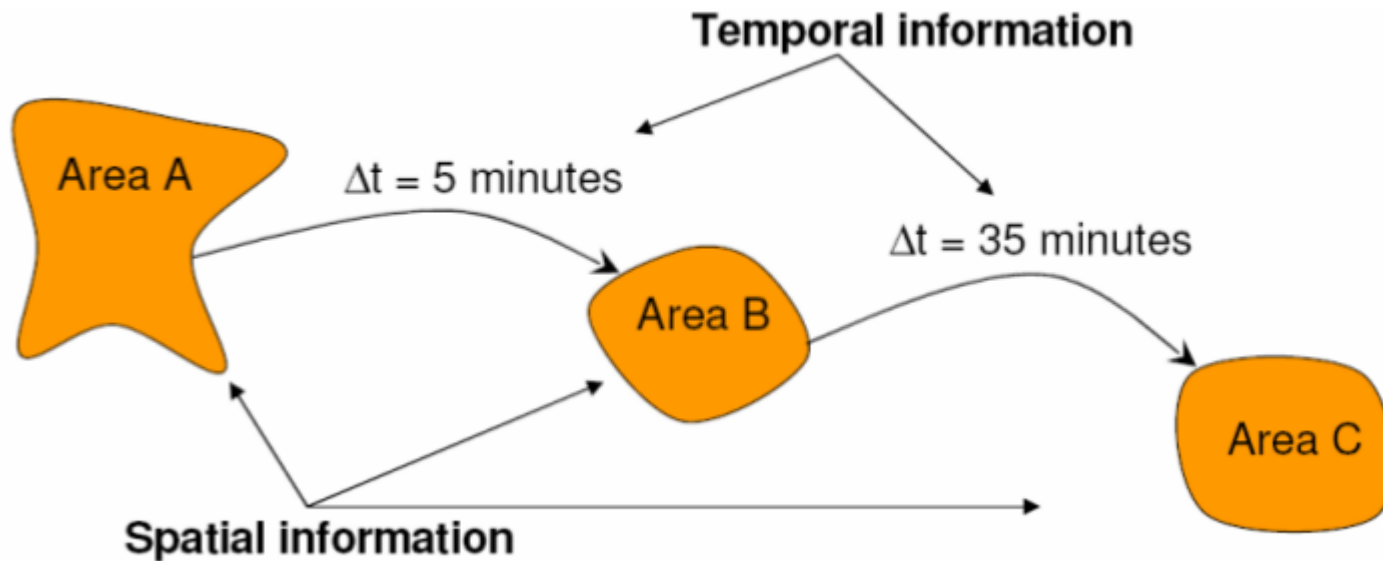 Temporal information
Area A
Δt = 5 minutes
Δt = 35 minutes
Area B
Area C
Spatial information